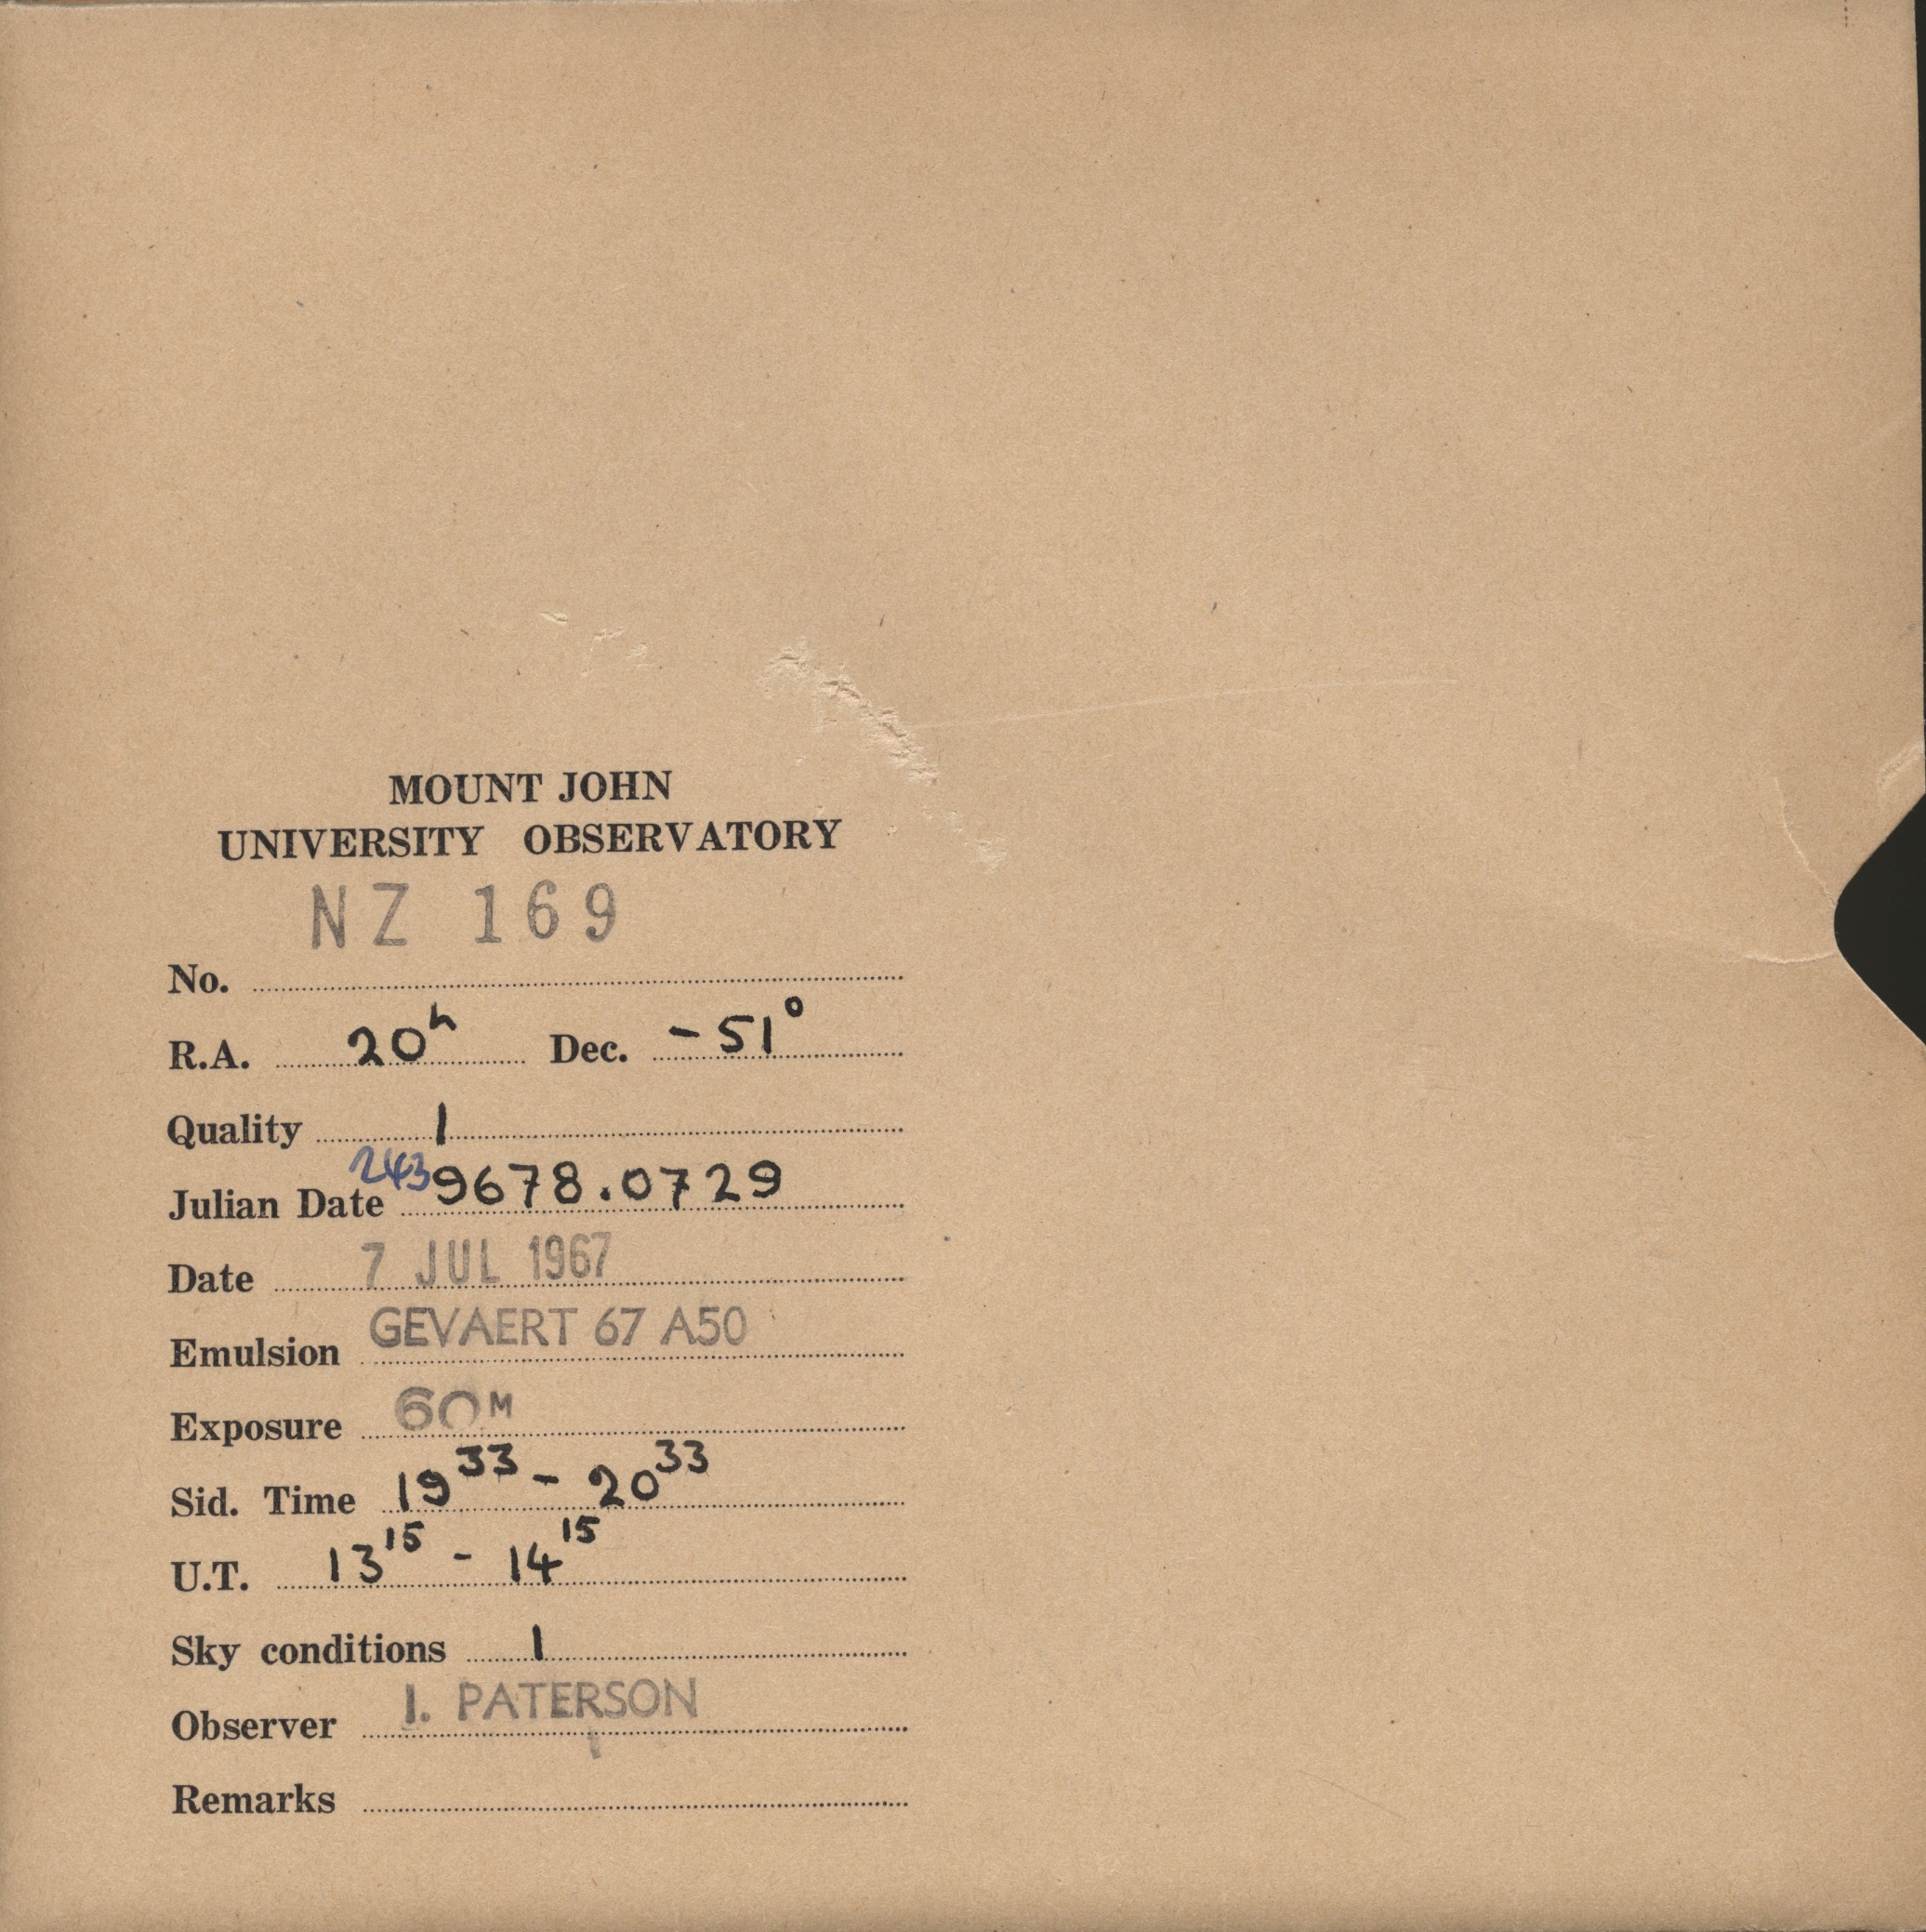 MOUNT JOHN
UNIVERSITY OBSERVATORY
NZ 169
No.
R.A. 20h Dec. -51°
Quality 1
Julian Date 2439678.0729
Date 7 JUL 1967
Emulsion GEVAERT 67 A50
Exposure 60M
Sid. Time 19 33 - 20 33
U.T. 13 15 - 14 15
Sky conditions 1
Observer I. PATERSON
Remarks